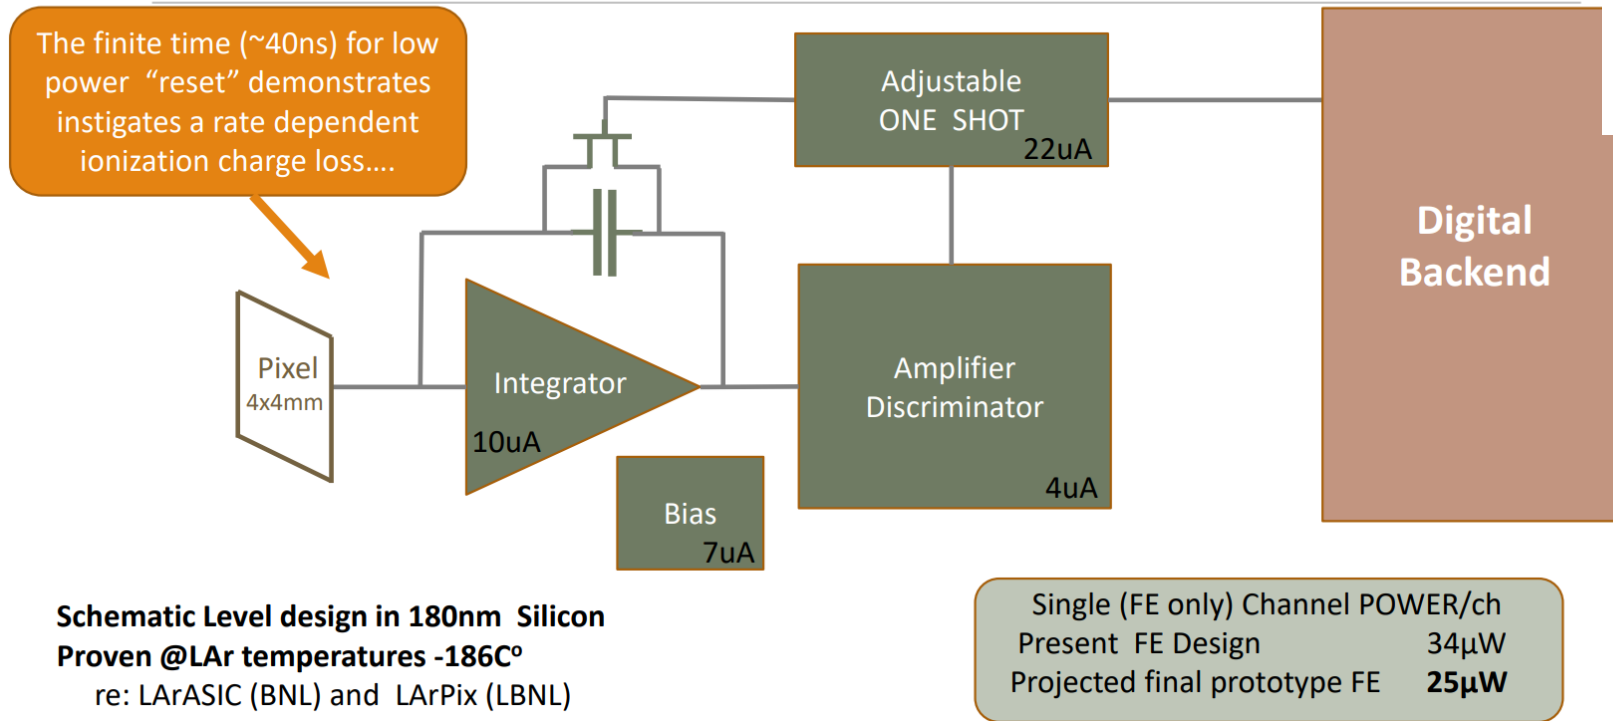 The finite time (~40ns) for low
power “reset” demonstrates
instigates a rate dependent
ionization charge loss....
Adjustable
ONE SHOT
22uA
Digital
Backend
Pixel
4x4mm
Integrator
10uA
Amplifier
Discriminator
4uA
Bias
7uA
Schematic Level design in 180nm Silicon
Proven @LAr temperatures -186Cº
re: LArASIC (BNL) and LArPix (LBNL)
Single (FE only) Channel POWER/ch
Present FE Design 34µW
Projected final prototype FE 25µW